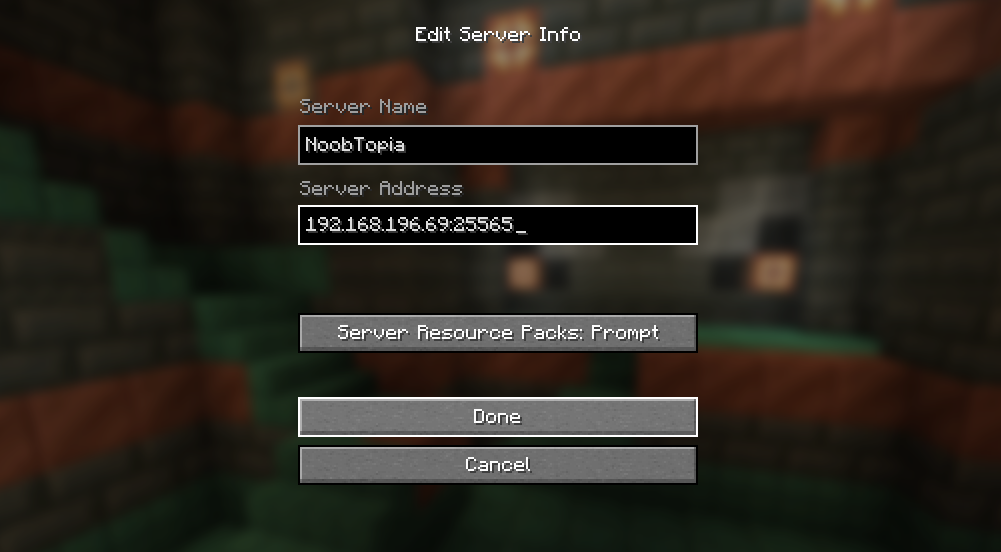 Edit Server Info
Server Name
NoobTopia
Server Address
192.168.196.69:25565_
Server Resource Packs: Prompt
Done
Cancel